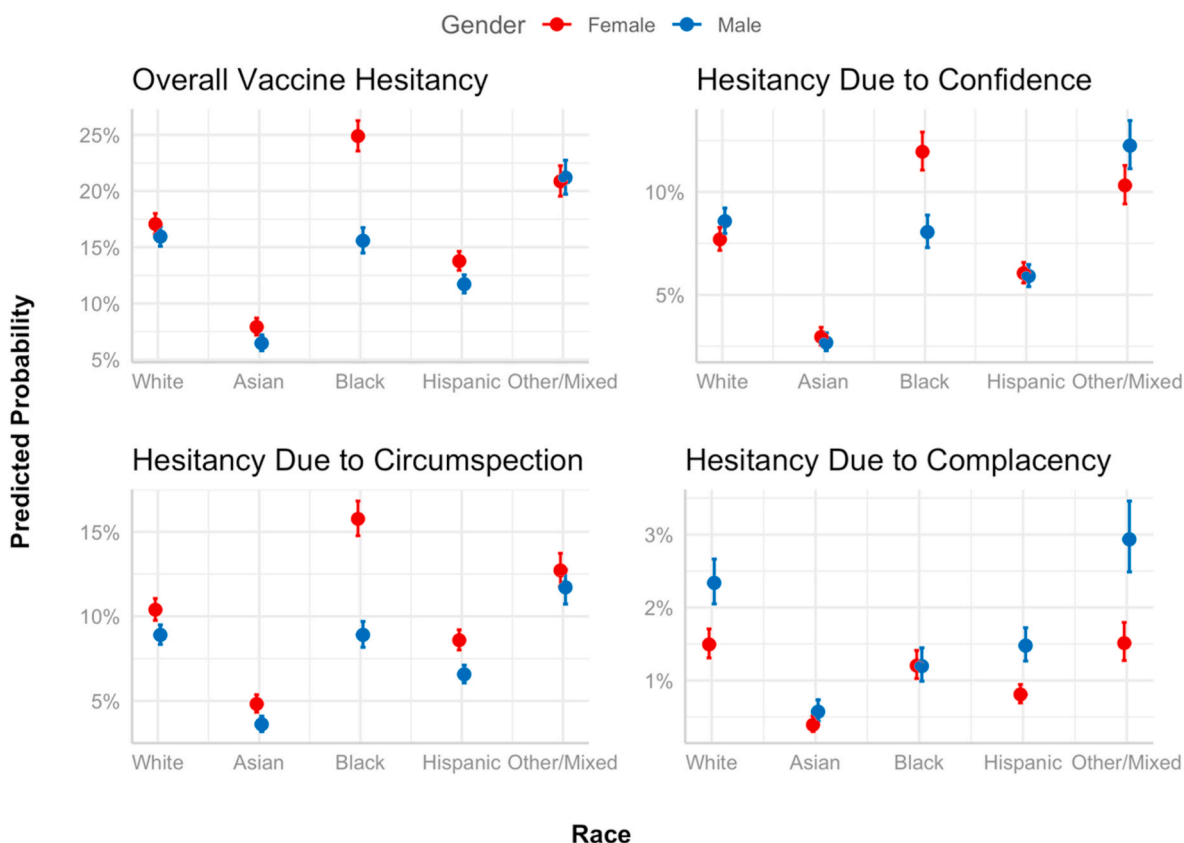 Gender Female Male
Overall Vaccine Hesitancy
25%
20%
15%
10%
5%
White Asian Black Hispanic Other/Mixed
Hesitancy Due to Confidence
10%
5%
White Asian Black Hispanic Other/Mixed
Predicted Probability
Hesitancy Due to Circumspection
15%
10%
5%
White Asian Black Hispanic Other/Mixed
Hesitancy Due to Complacency
3%
2%
1%
White Asian Black Hispanic Other/Mixed
Race